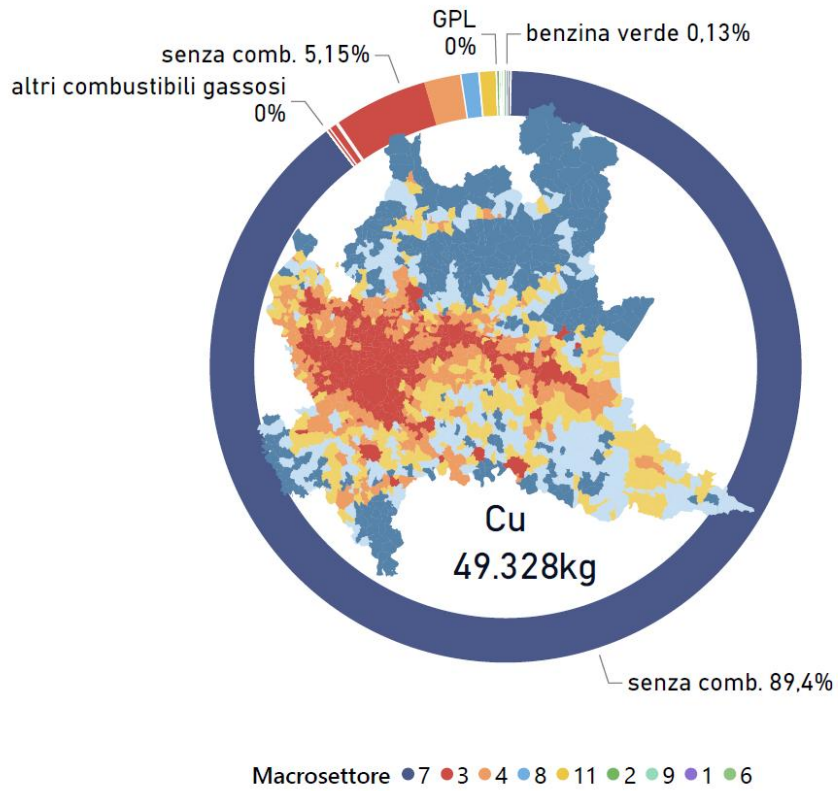 GPL
0%
benzina verde 0,13%
senza comb. 5,15%
altri combustibili gassosi
0%
Cu
49.328kg
senza comb. 89,4%
Macrosettore 7 3 4 8 11 2 9 1 6